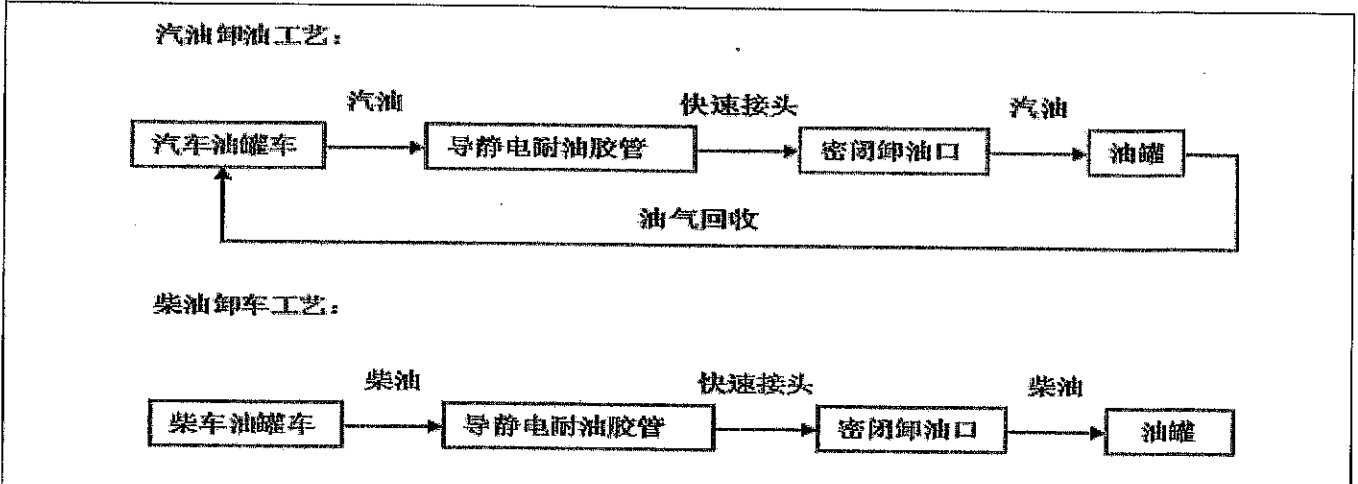 汽油卸油工艺:
汽油 快速接头 汽油
汽车油罐车 导静电耐油胶管 密闭卸油口 油罐
油气回收
柴油卸车工艺:
柴油 快速接头 柴油
柴车油罐车 导静电耐油胶管 密闭卸油口 油罐